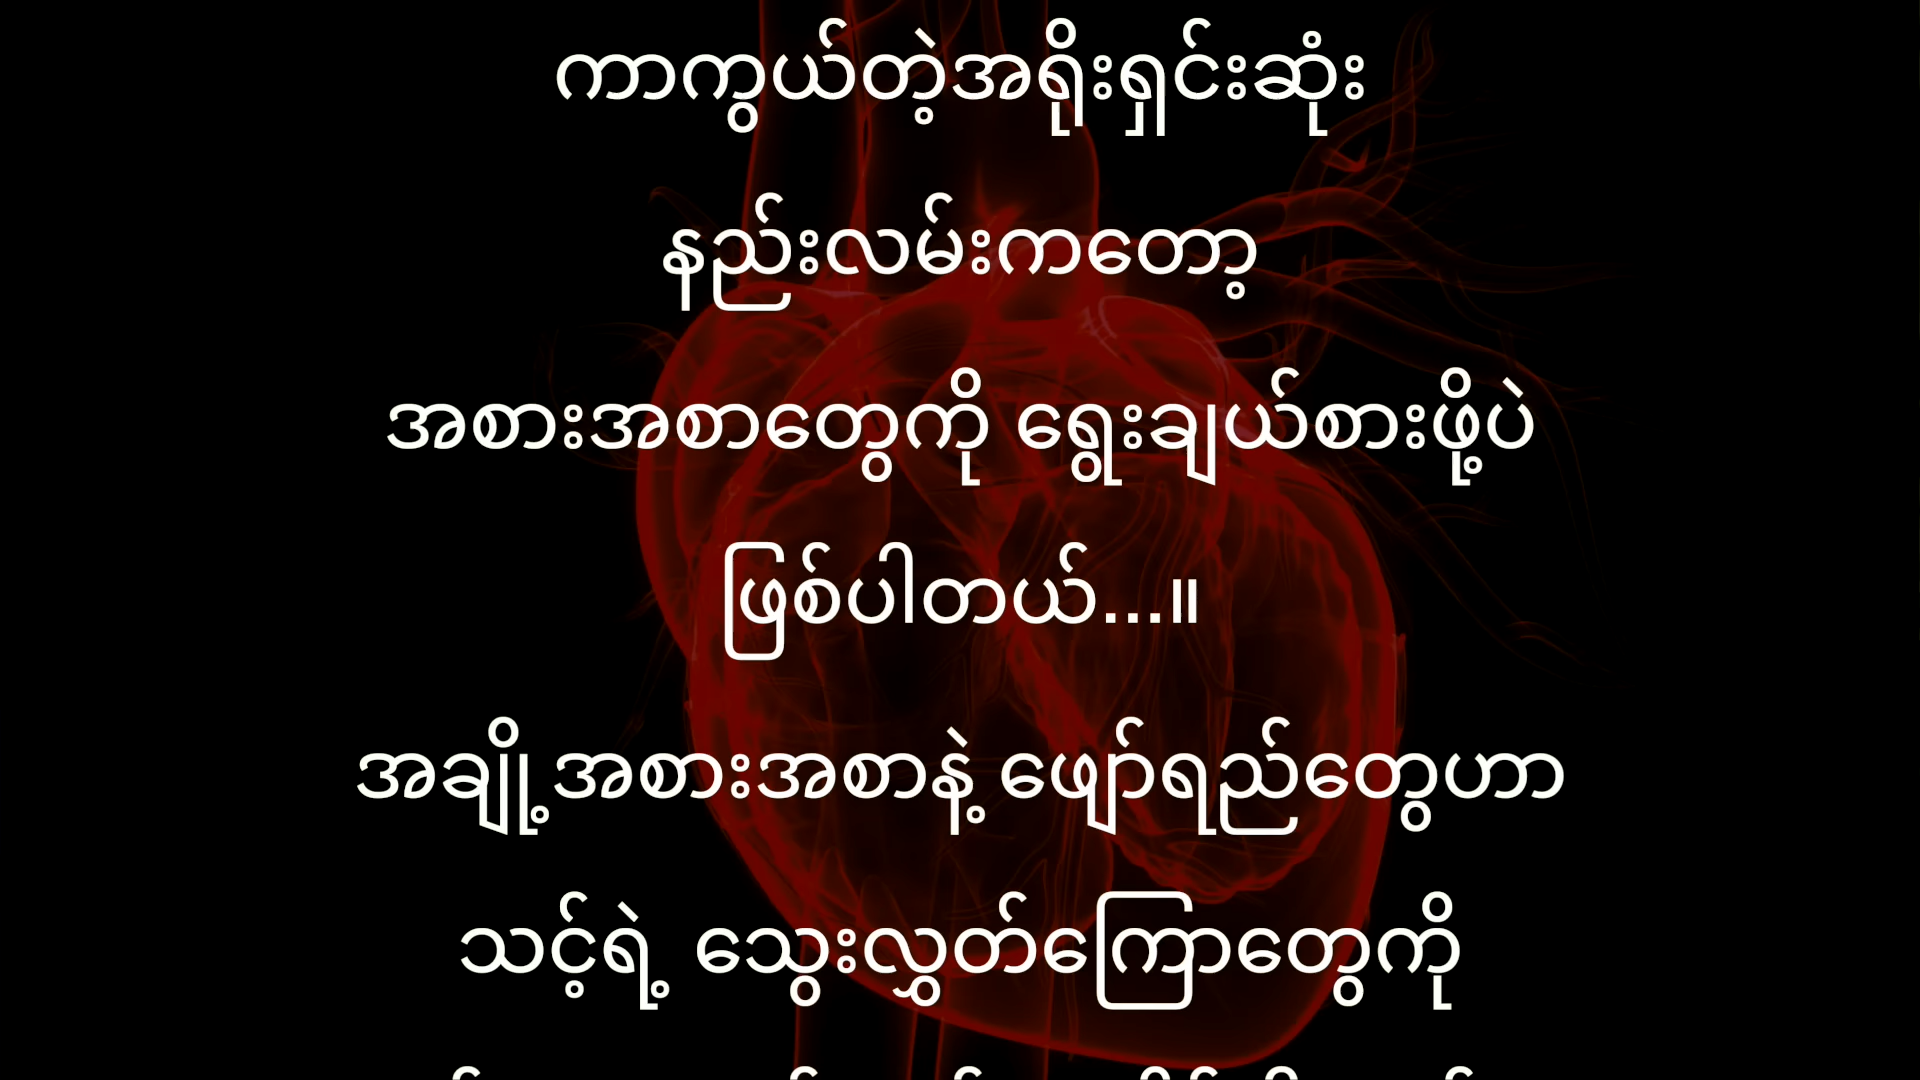 ကာကွယ်တဲ့အရိုးရှင်းဆုံး
နည်းလမ်းကတော့
အစားအစာတွေကို ရွေးချယ်စားဖို့ပဲ
ဖြစ်ပါတယ်...။
အချို့အစားအစာနဲ့ ဖျော်ရည်တွေဟာ
သင့်ရဲ့ သွေးလွှတ်ကြောတွေကို